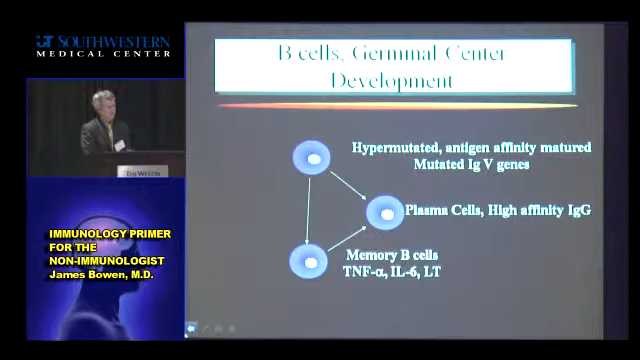 UT SOUTHWESTERN
MEDICAL CENTER
B cells, Germinal Center
Development
THE WESTIN
IMMUNOLOGY PRIMER
FOR THE
NON-IMMUNOLOGIST
James Bowen, M.D.
Hypermutated, antigen affinity matured
Mutated Ig V genes
Plasma Cells, High affinity IgG
Memory B cells
TNF-α, IL-6, LT